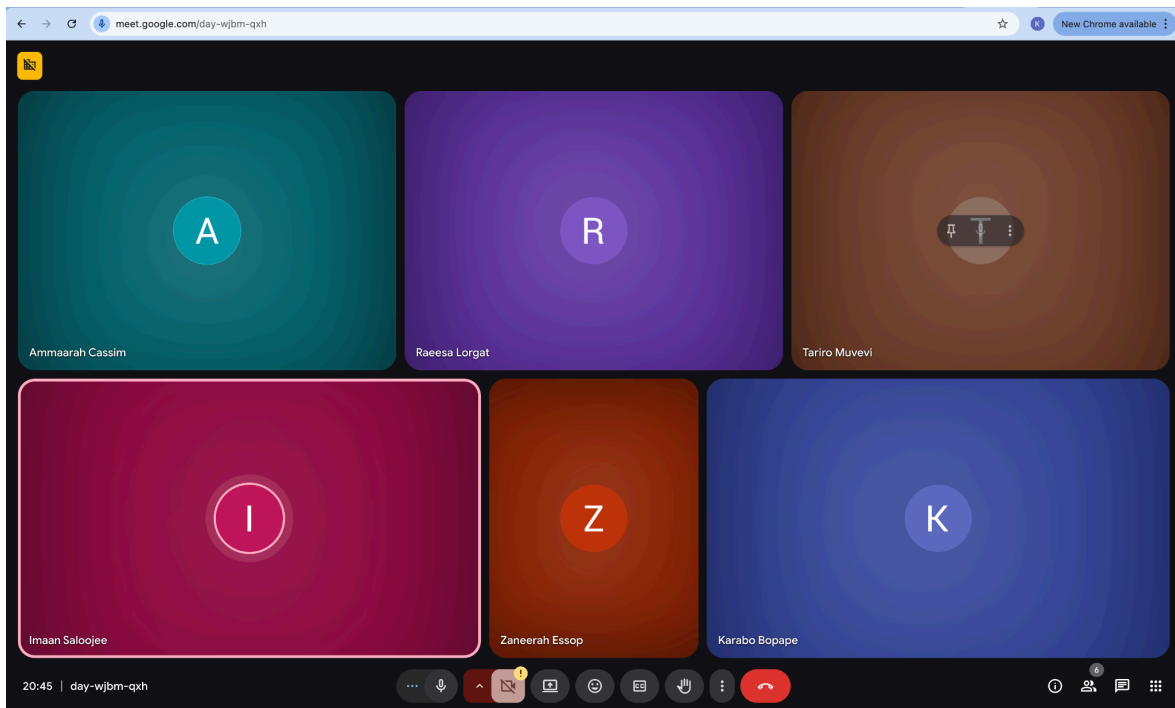 meet.google.com/day-wjbm-qxh
K
New Chrome available
A
R
T
Ammaarah Cassim
Raeesa Lorgat
Tariro Muvevi
I
Z
K
Imaan Saloojee
Zaneerah Essop
Karabo Bopape
20:45 | day-wjbm-qxh
!
CC
6